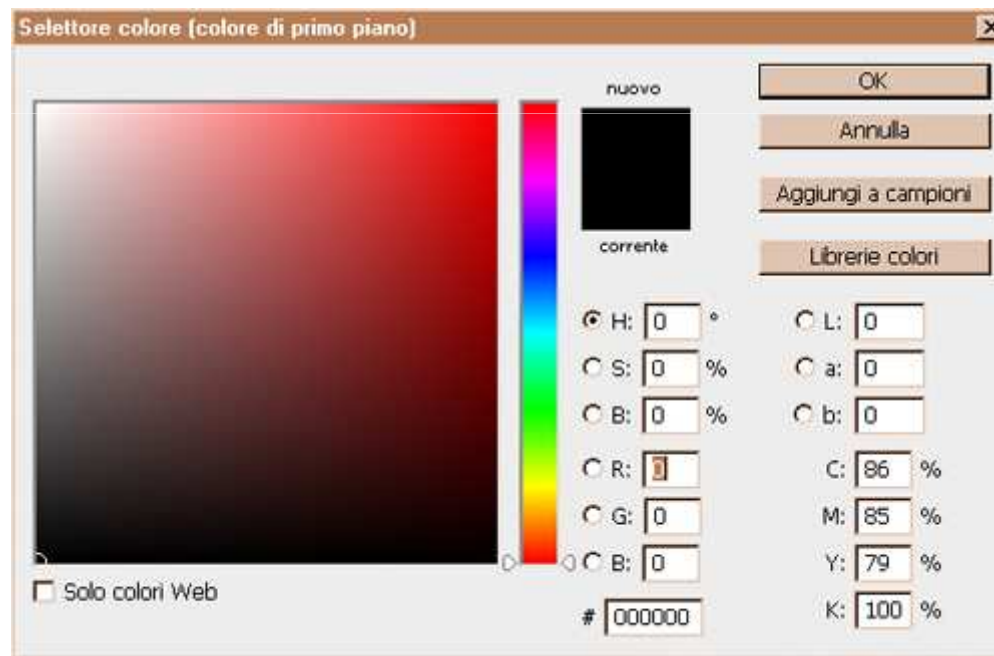 Selettore colore (colore di primo piano)
nuovo
corrente
OK
Annulla
Aggiungi a campioni
Librerie colori
H: 0 °
S: 0 %
B: 0 %
R: 0
G: 0
B: 0
# 000000
L: 0
a: 0
b: 0
C: 86 %
M: 85 %
Y: 79 %
K: 100 %
Solo colori Web